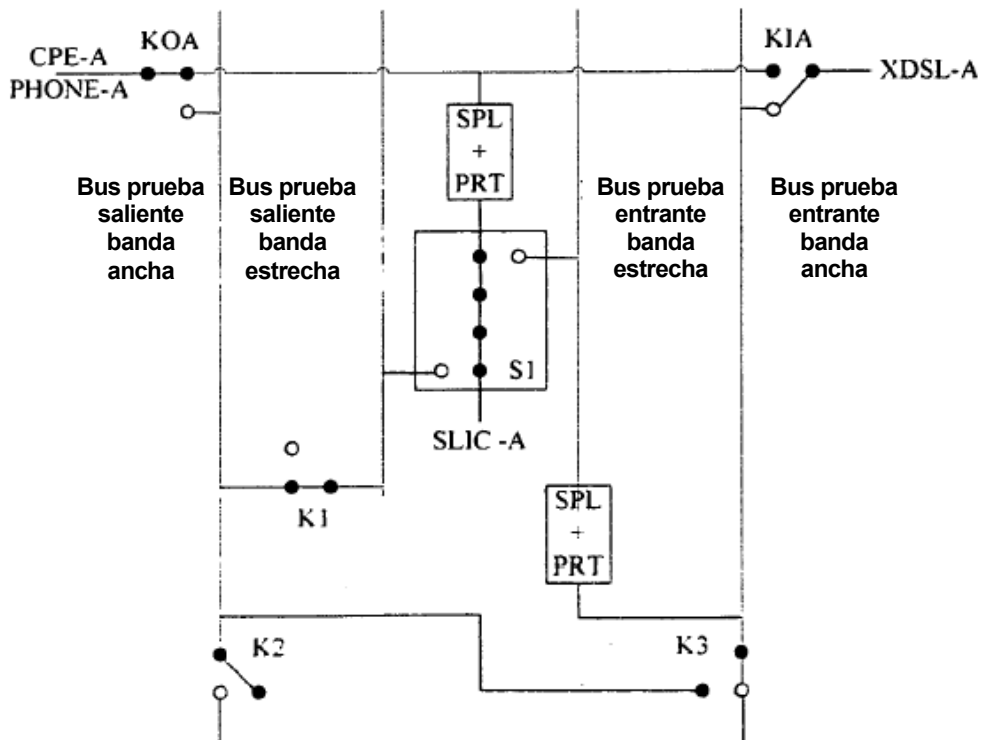 CPE-A
PHONE-A
KOA
KIA
XDSL-A
SPL
+
PRT
Bus prueba
saliente
banda
ancha
Bus prueba
saliente
banda
estrecha
Bus prueba
entrante
banda
estrecha
Bus prueba
entrante
banda
ancha
S1
SLIC -A
K1
SPL
+
PRT
K2
K3